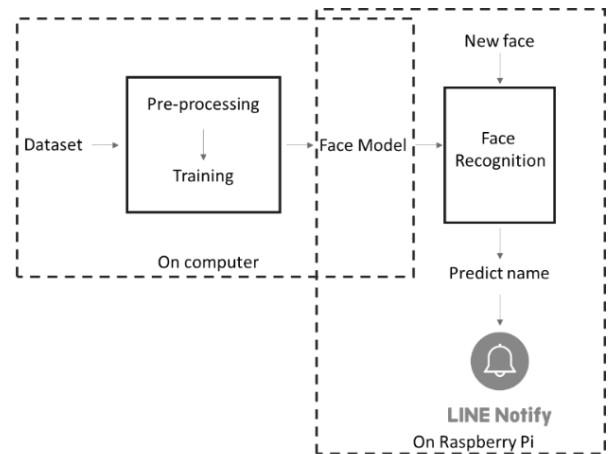 New face
Pre-processing
Dataset
Face Model
Face
Recognition
Training
On computer
Predict name
LINE Notify
On Raspberry Pi